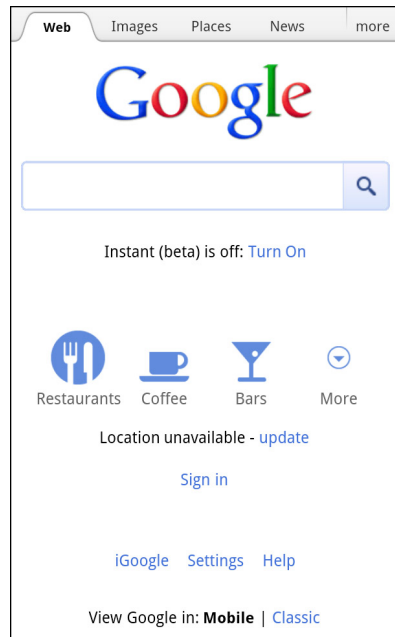 Web Images Places News more
Google
Instant (beta) is off: Turn On
Restaurants Coffee Bars More
Location unavailable - update
Sign in
iGoogle Settings Help
View Google in: Mobile | Classic